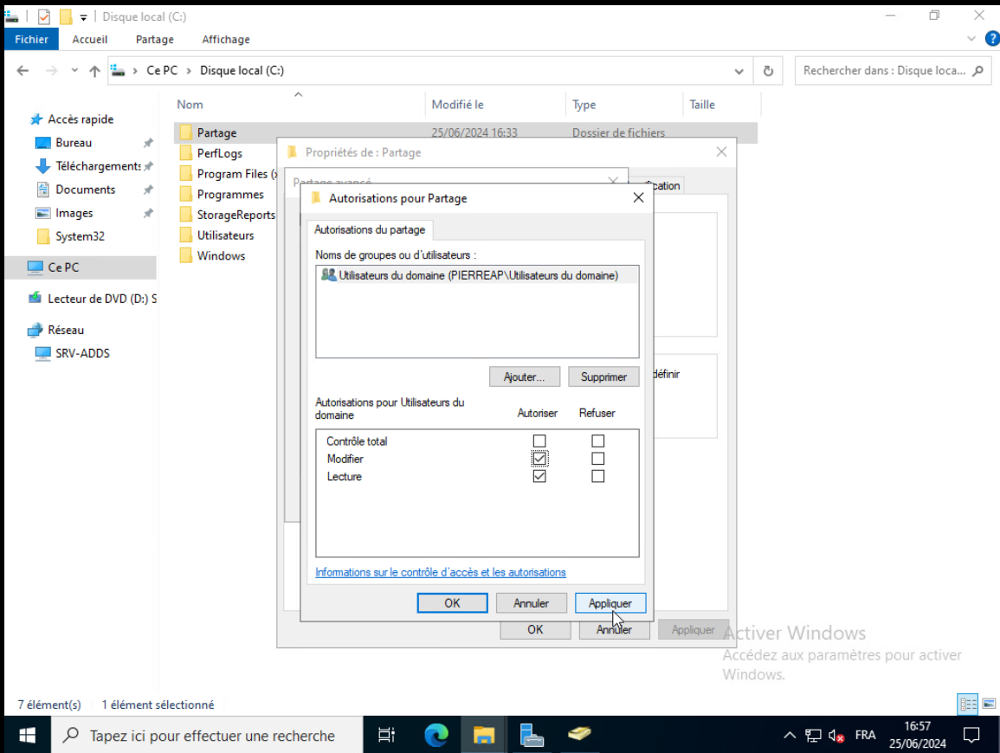 Disque local (C:)
Fichier Accueil Partage Affichage
Ce PC Disque local (C:)
Rechercher dans : Disque loca...
Nom Modifié le Type Taille
Accès rapide
Bureau
Téléchargements
Documents
Images
System32
Ce PC
Lecteur de DVD (D:) S
Réseau
SRV-ADDS
Partage 25/06/2024 16:33 Dossier de fichiers
PerfLogs
Program Files (
Programmes
StorageReports
Utilisateurs
Windows
Propriétés de : Partage
Partage avancé
fication
définir
Autorisations pour Partage
Autorisations du partage
Noms de groupes ou d'utilisateurs :
Utilisateurs du domaine (PIERREAP\Utilisateurs du domaine)
Ajouter... Supprimer
Autorisations pour Utilisateurs du
domaine
Autoriser Refuser
Contrôle total
Modifier
Lecture
Informations sur le contrôle d'accès et les autorisations
OK Annuler Appliquer
OK Annuler Appliquer
Activer Windows
Accédez aux paramètres pour activer
Windows.
7 élément(s) 1 élément sélectionné
Tapez ici pour effectuer une recherche
FRA
16:57
25/06/2024